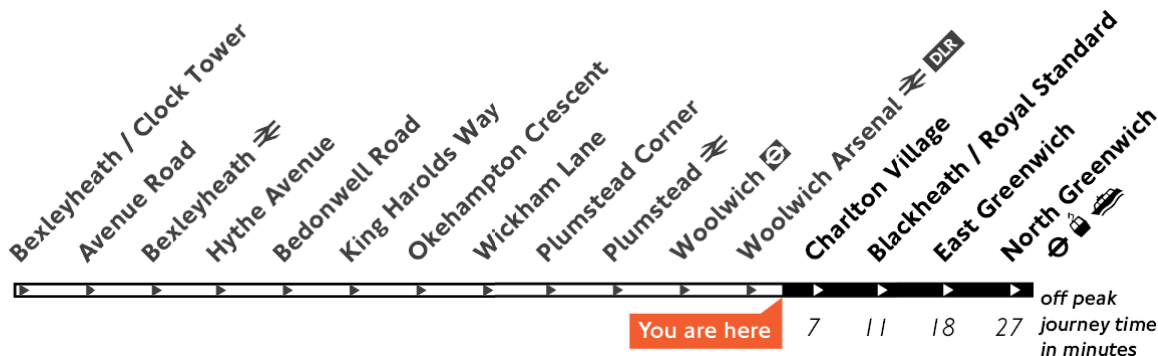 Bexleyheath / Clock Tower
Avenue Road
Bexleyheath
Hythe Avenue
Bedonwell Road
King Harolds Way
Okehampton Crescent
Wickham Lane
Plumstead Corner
Plumstead
Woolwich
Woolwich Arsenal DLR
Charlton Village
Blackheath / Royal Standard
East Greenwich
North Greenwich
You are here
7 11 18 27
off peak
journey time
in minutes